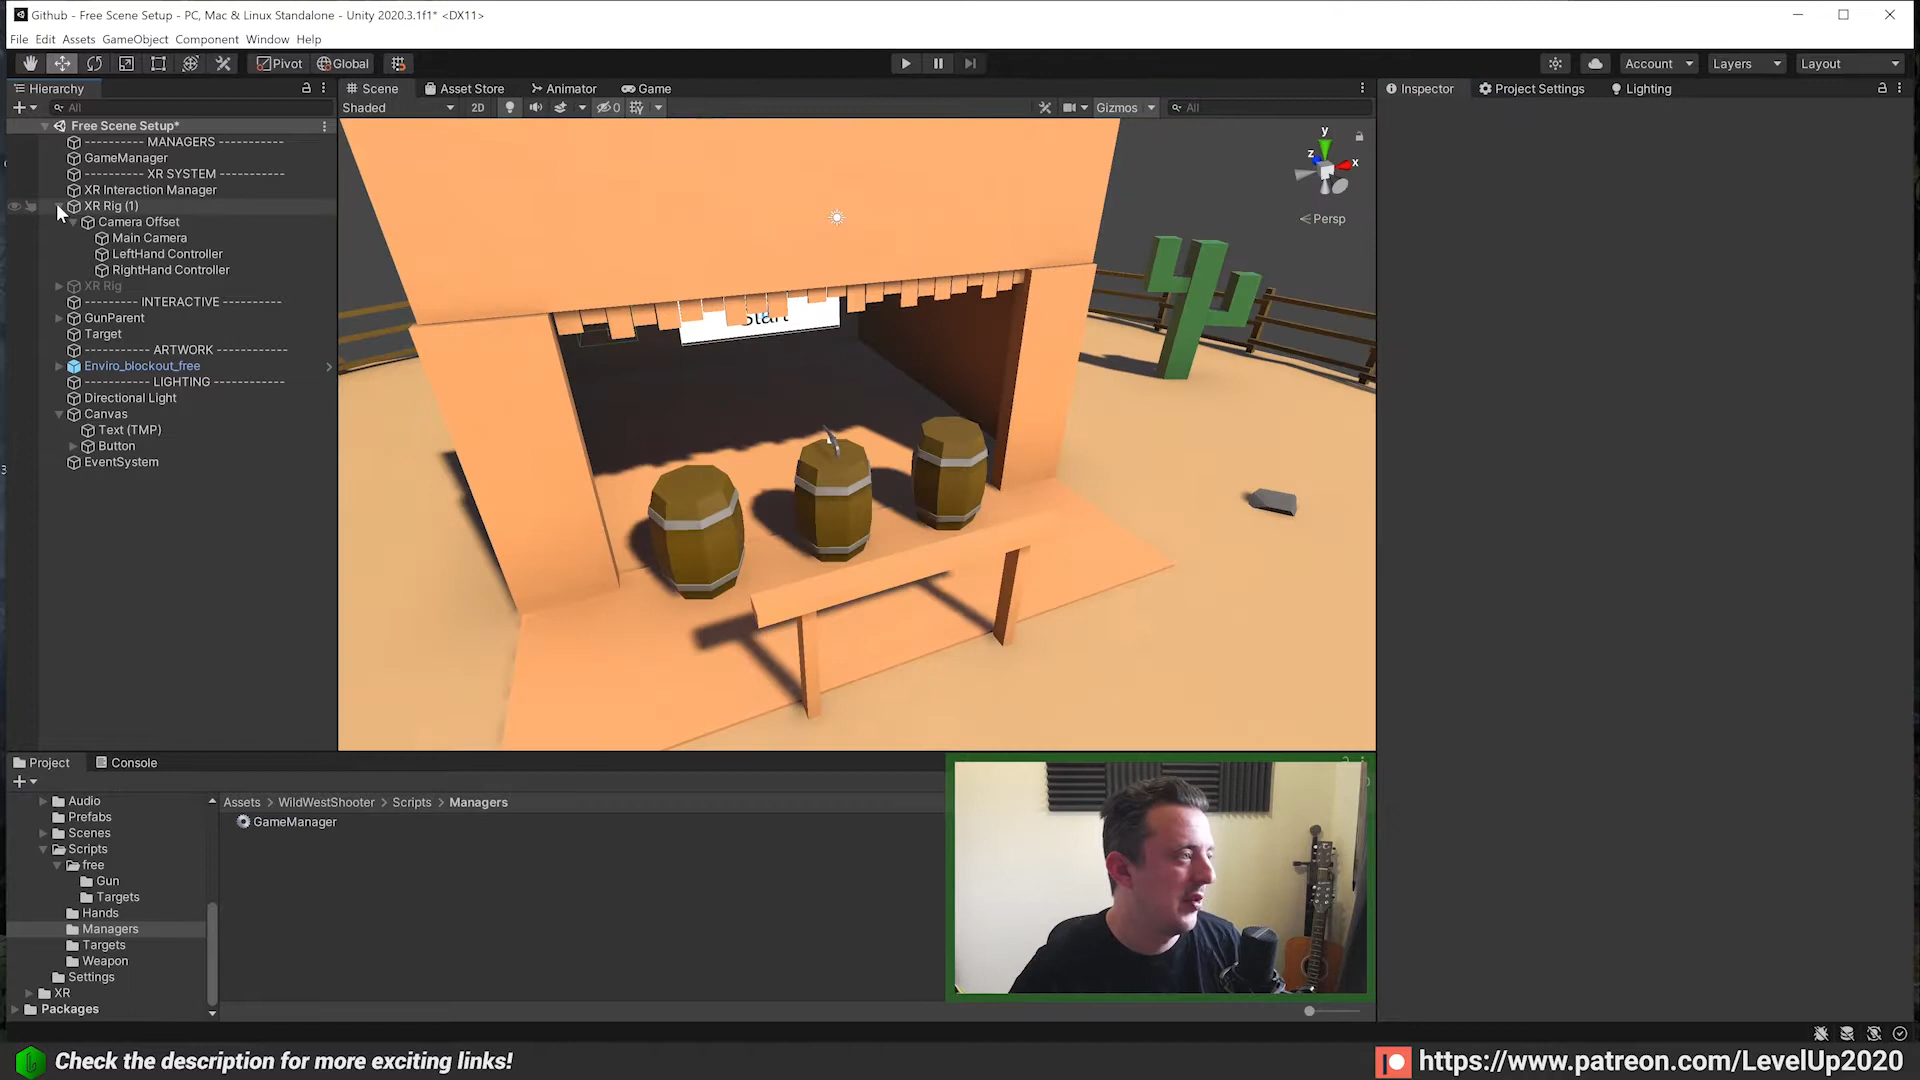 Github - Free Scene Setup - PC, Mac & Linux Standalone - Unity 2020.3.1f1* <DX11>
File Edit Assets GameObject Component Window Help
Pivot Global Account Layers Layout
Hierarchy
All
Free Scene Setup*
---------- MANAGERS -----------
GameManager
---------- XR SYSTEM -----------
XR Interaction Manager
XR Rig (1)
Camera Offset
Main Camera
LeftHand Controller
RightHand Controller
XR Rig
--------- INTERACTIVE ----------
GunParent
Target
----------- ARTWORK -----------
Enviro_blockout_free
----------- LIGHTING -----------
Directional Light
Canvas
Text (TMP)
Button
EventSystem
Scene Asset Store Animator Game
Shaded 2D 0 Gizmos All
y
z x
Persp
Start
Inspector Project Settings Lighting
Project Console
Audio
Prefabs
Scenes
Scripts
free
Gun
Targets
Hands
Managers
Targets
Weapon
Settings
XR
Packages
Assets > WildWestShooter > Scripts > Managers
GameManager
Check the description for more exciting links!
https://www.patreon.com/LevelUp2020